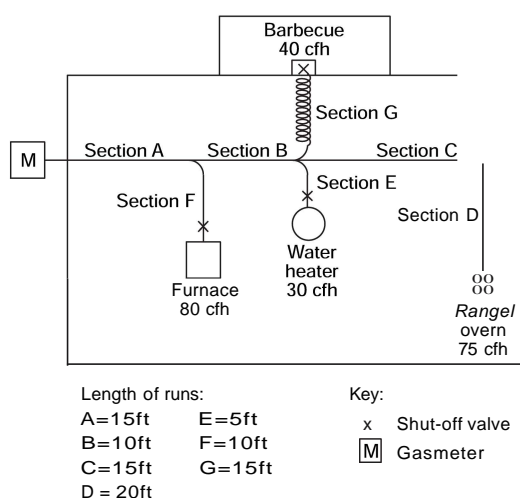 Barbecue
40 cfh
Section G
M
Section A
Section B
Section C
Section F
Section E
Section D
Water
heater
30 cfh
Furnace
80 cfh
Rangel
overn
75 cfh
Length of runs:
A=15ft E=5ft
B=10ft F=10ft
C=15ft G=15ft
D = 20ft
Key:
x Shut-off valve
M Gasmeter